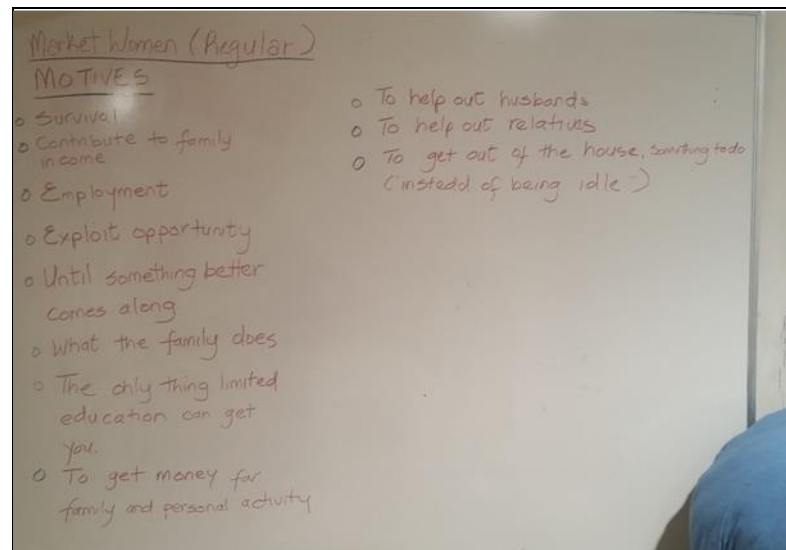 Market Women (Regular)
MOTIVES
o Survival
o Contribute to family
income
o Employment
o Exploit opportunity
o Until something better
comes along
o What the family does
o The only thing limited
education can get
you.
o To get money for
family and personal activity
o To help out husbands
o To help out relatives
o To get out of the house, something to do
(instedd of being idle-)